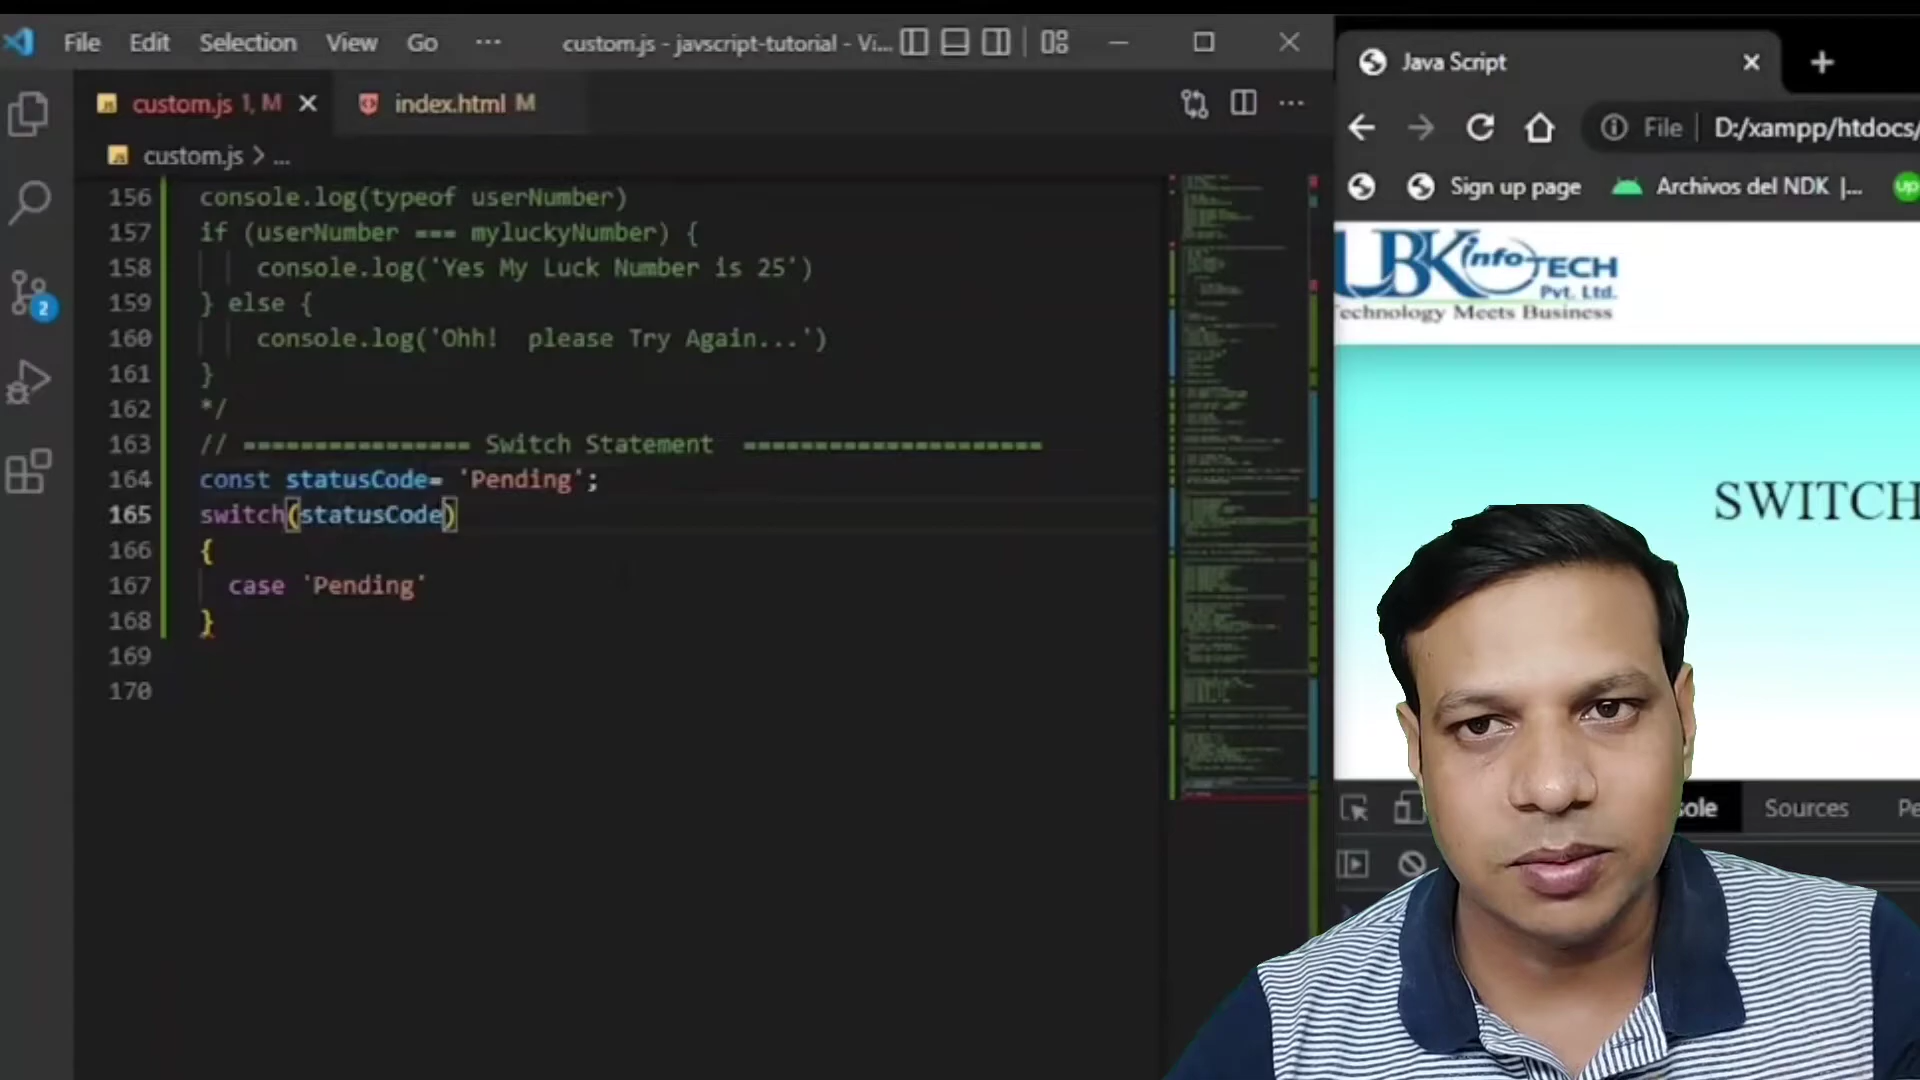 File Edit Selection View Go ··· custom.js - javscript-tutorial - Vi...
custom.js 1, M index.html M
custom.js > ...
156 console.log(typeof userNumber)
157 if (userNumber === myluckyNumber) {
158 console.log('Yes My Luck Number is 25')
159 } else {
160 console.log('Ohh!  please Try Again...')
161 }
162 */
163 // ================ Switch Statement =====================
164 const statusCode= 'Pending';
165 switch(statusCode)
166 {
167 case 'Pending'
168 }
169
170
2
Java Script
File D:/xampp/htdocs/
Sign up page Archivos del NDK |... up
UBK infoTECH
Pvt. Ltd.
Technology Meets Business
SWITCH
sole Sources Pe